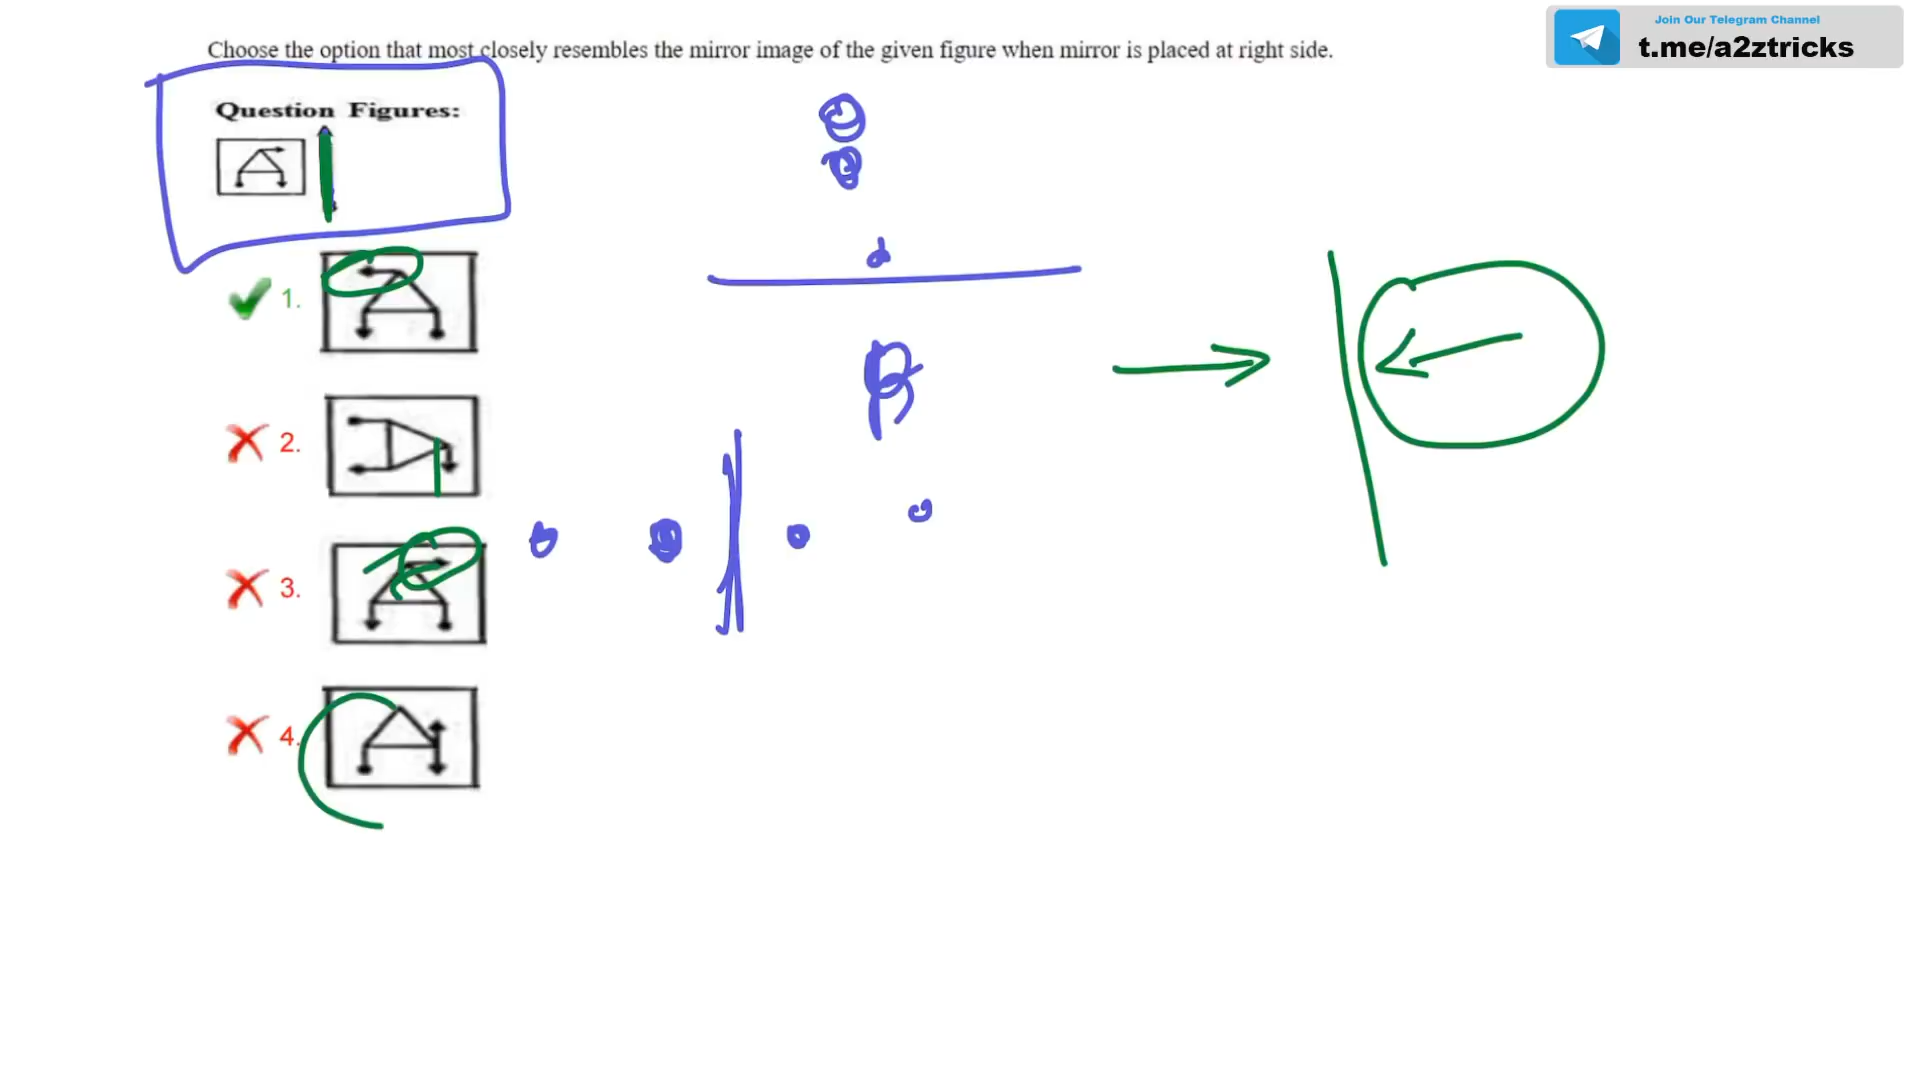 Join Our Telegram Channel
t.me/a2ztricks
Choose the option that most closely resembles the mirror image of the given figure when mirror is placed at right side.
Question Figures:
1.
2.
3.
4.